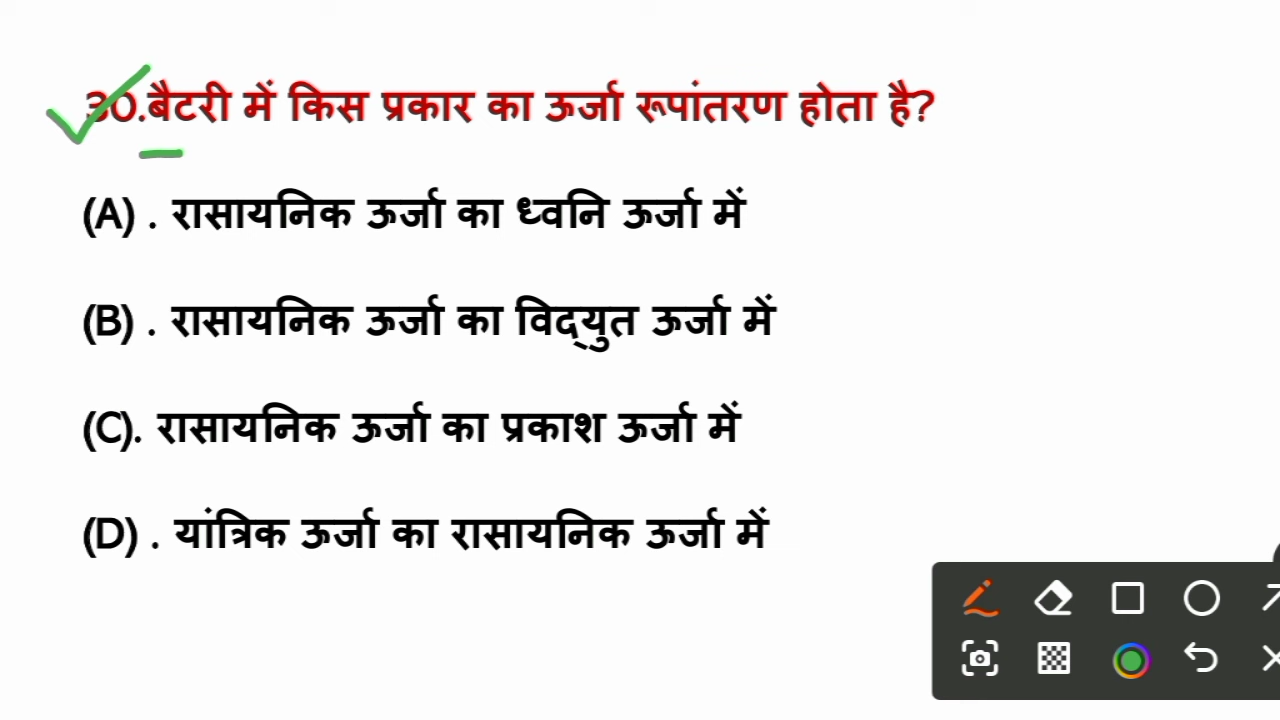 30.बैटरी में किस प्रकार का ऊर्जा रूपांतरण होता है?
(A) . रासायनिक ऊर्जा का ध्वनि ऊर्जा में
(B) . रासायनिक ऊर्जा का विद्‌युत ऊर्जा में
(C). रासायनिक ऊर्जा का प्रकाश ऊर्जा में
(D) . यांत्रिक ऊर्जा का रासायनिक ऊर्जा में